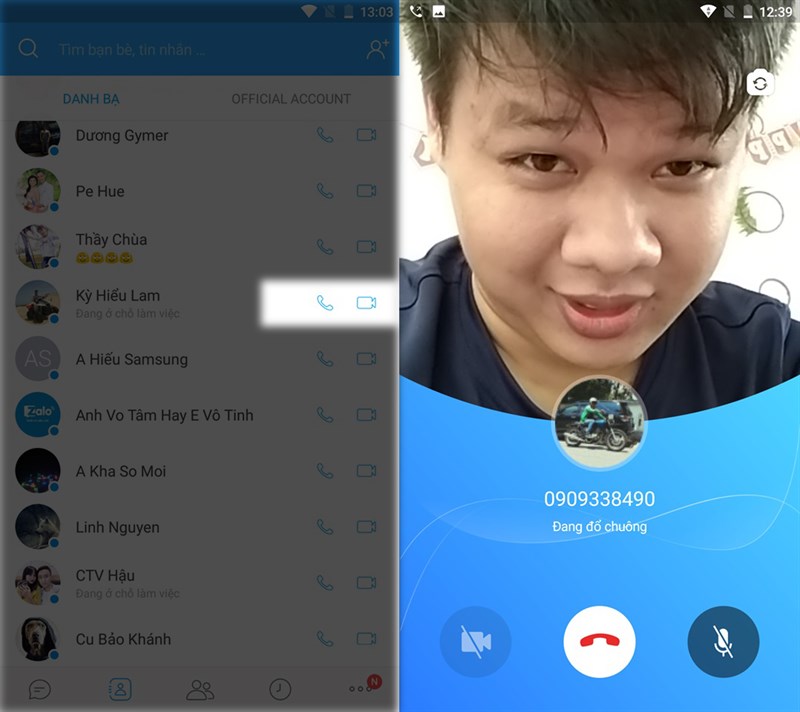 13:03
Tìm bạn bè, tin nhắn ...
DANH BẠ
OFFICIAL ACCOUNT
Dương Gymer
Pe Hue
Thầy Chùa
Kỳ Hiểu Lam
Đang ở chỗ làm việc
AS
A Hiếu Samsung
Zalo
Anh Vo Tâm Hay E Vô Tinh
A Kha So Moi
Linh Nguyen
CTV Hậu
Đang ở chỗ làm việc
Cu Bảo Khánh
N
12:39
0909338490
Đang đổ chuông